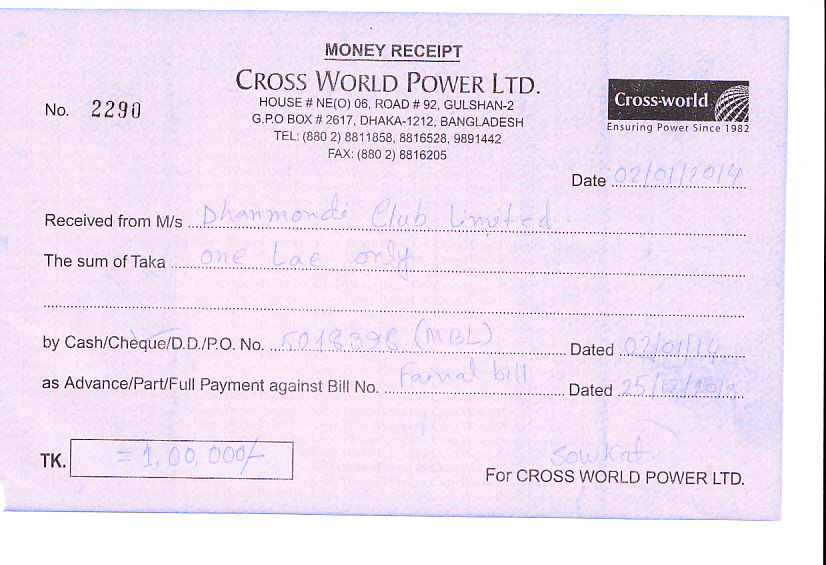 MONEY RECEIPT
CROSS WORLD POWER LTD.
HOUSE # NE(O) 06, ROAD # 92, GULSHAN-2
G.P.O BOX # 2617, DHAKA-1212, BANGLADESH
TEL: (880 2) 8811858, 8816528, 9891442
FAX: (880 2) 8816205
No. 2290
Cross-world
Ensuring Power Since 1982
Date 02/01/2014
Received from M/s Dhanmondi Club Limited
The sum of Taka one Lac only
by Cash/Cheque/D.D./P.O. No. 5018396 (MBL) Dated 02/01/14
as Advance/Part/Full Payment against Bill No. Fainal bill Dated 25/12/
TK. =1,00,000/-
Sowkat
For CROSS WORLD POWER LTD.